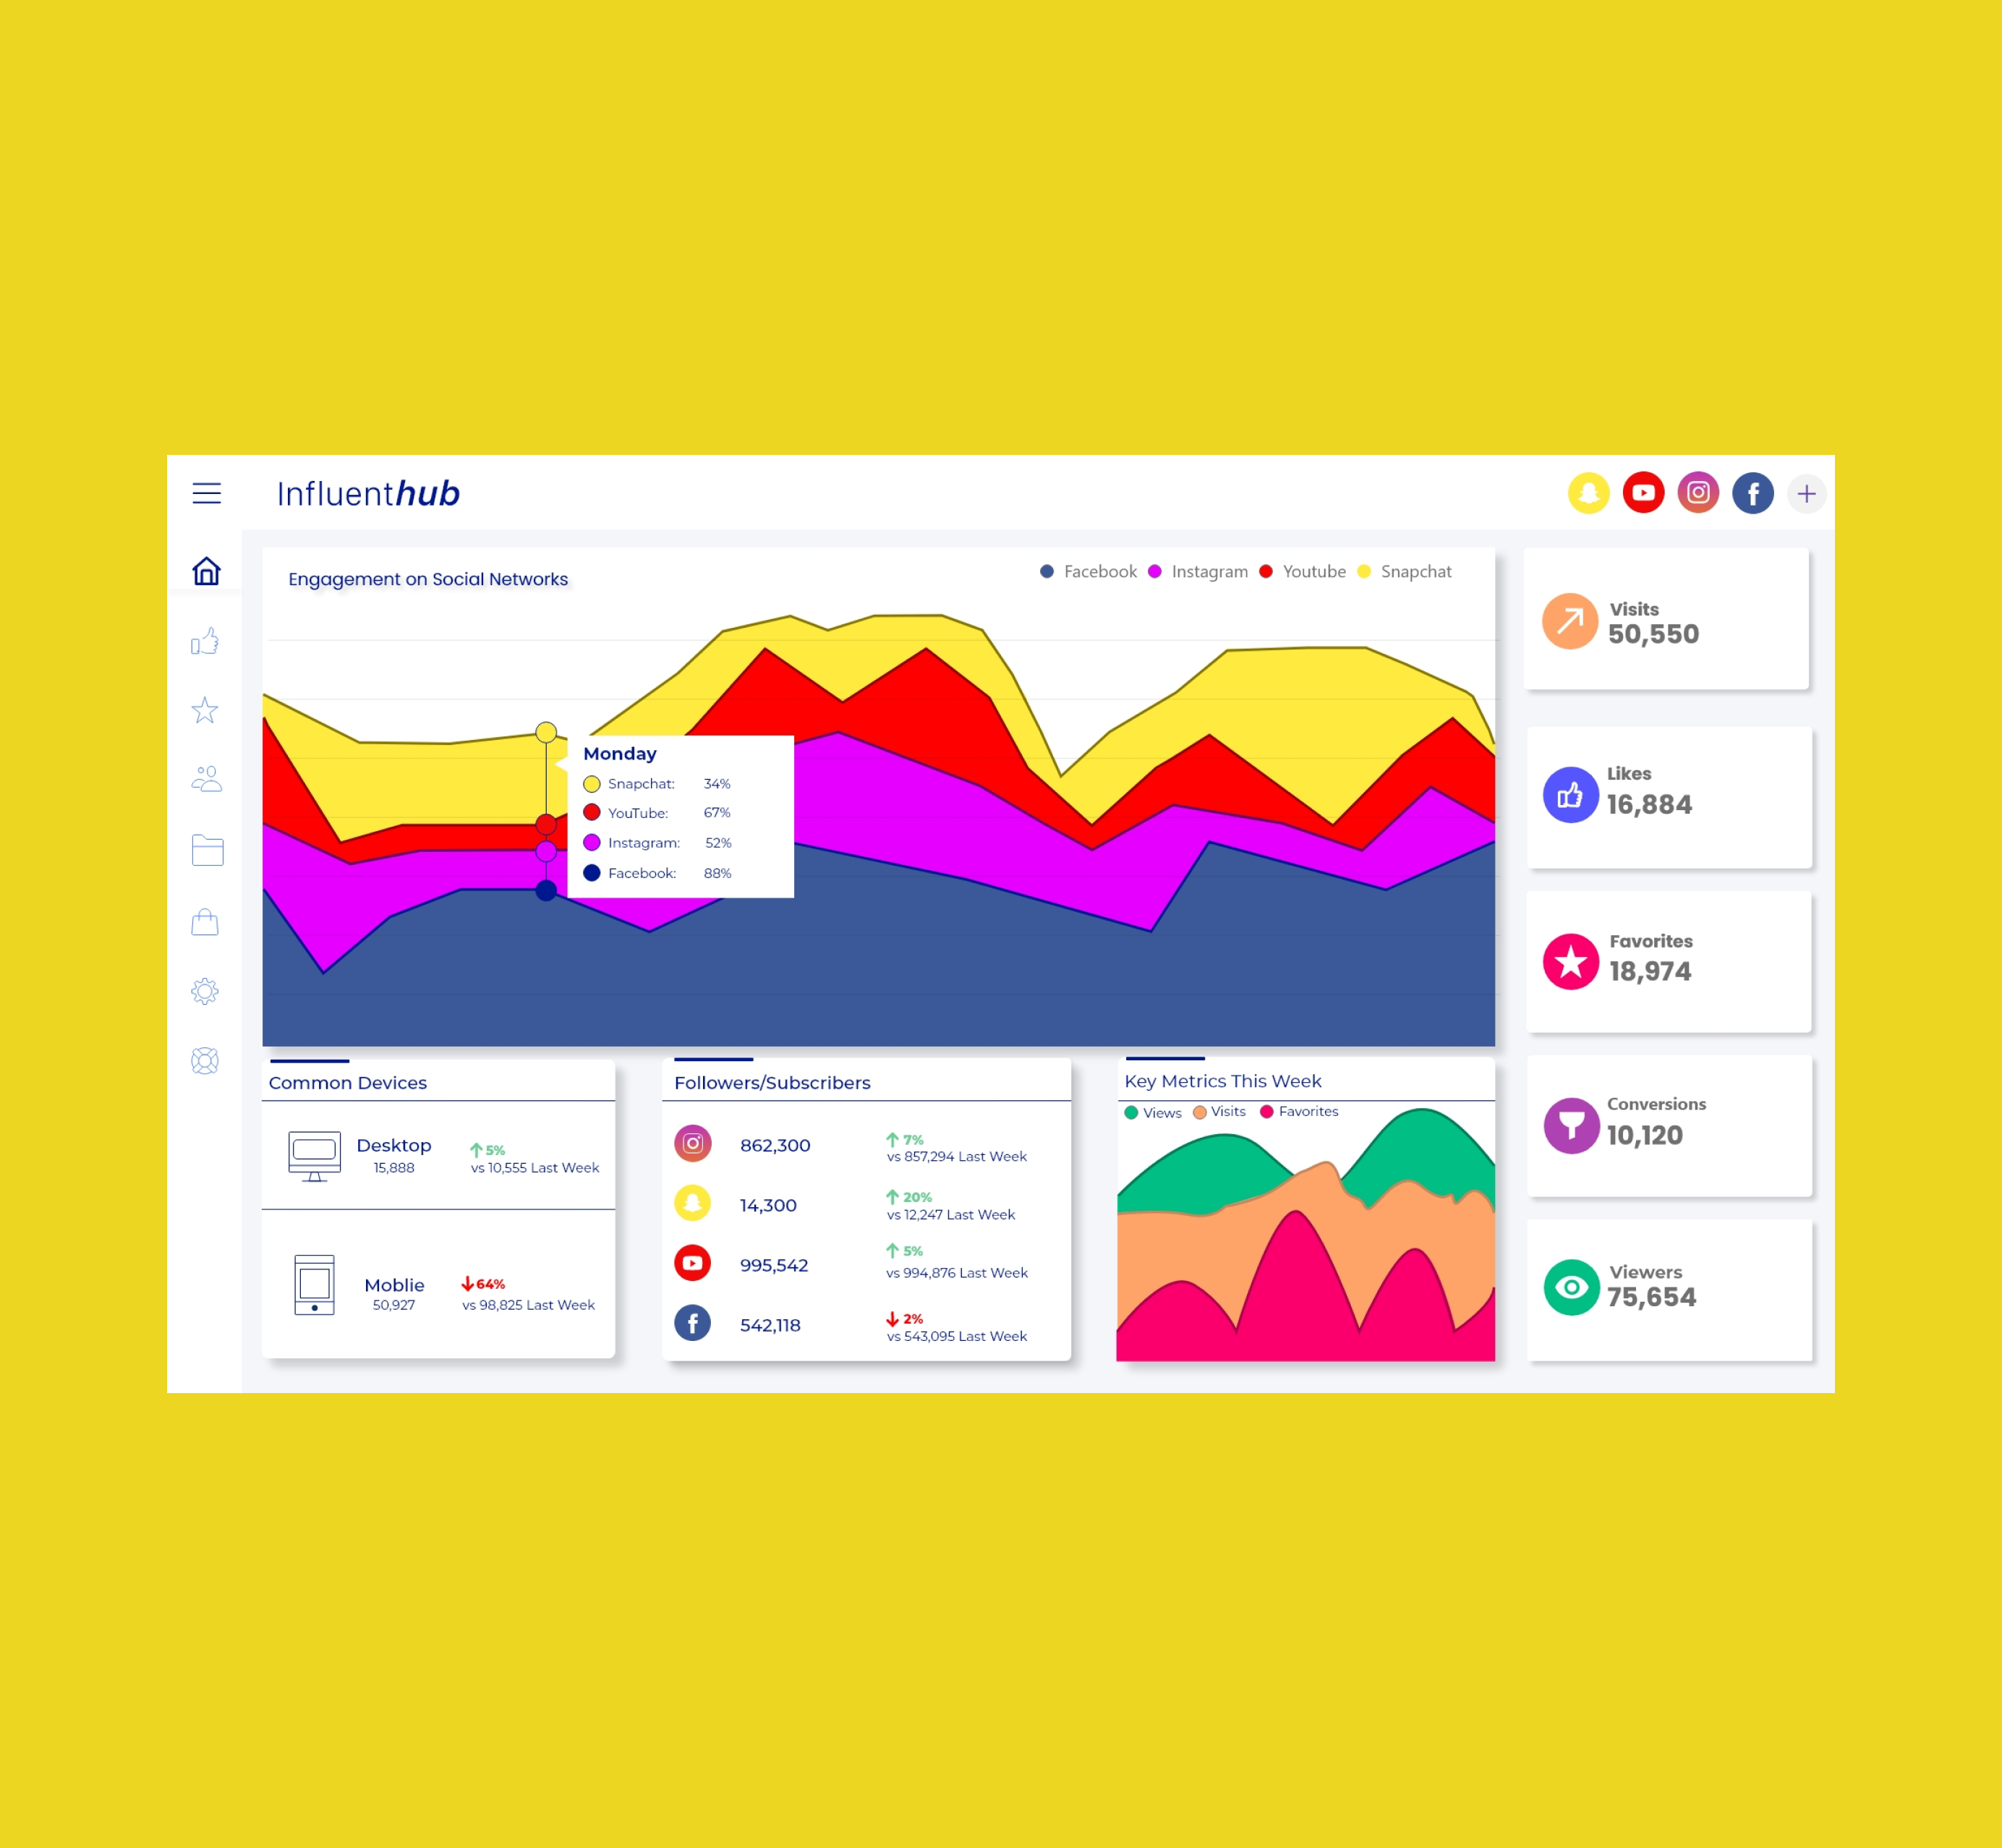 Influenthub
Engagement on Social Networks
Facebook Instagram Youtube Snapchat
Monday
Snapchat: 34%
YouTube: 67%
Instagram: 52%
Facebook: 88%
Visits
50,550
Likes
16,884
Favorites
18,974
Conversions
10,120
Viewers
75,654
Common Devices
Desktop
15,888
5%
vs 10,555 Last Week
Moblie
50,927
64%
vs 98,825 Last Week
Followers/Subscribers
862,300
7%
vs 857,294 Last Week
14,300
20%
vs 12,247 Last Week
995,542
5%
vs 994,876 Last Week
542,118
2%
vs 543,095 Last Week
Key Metrics This Week
Views Visits Favorites